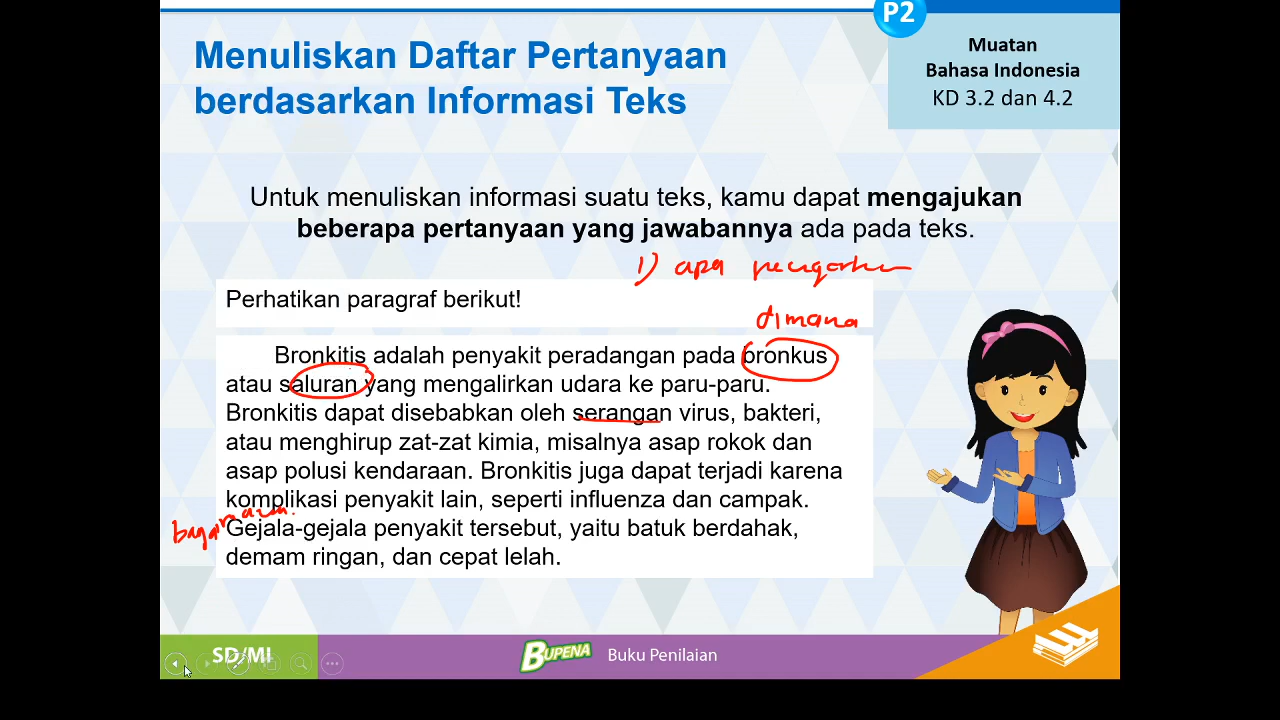 P2
Menuliskan Daftar Pertanyaan
berdasarkan Informasi Teks
Muatan
Bahasa Indonesia
KD 3.2 dan 4.2
Untuk menuliskan informasi suatu teks, kamu dapat mengajukan
beberapa pertanyaan yang jawabannya ada pada teks.
1) apa
Perhatikan paragraf berikut!
dimana
Bronkitis adalah penyakit peradangan pada bronkus
atau saluran yang mengalirkan udara ke paru-paru.
Bronkitis dapat disebabkan oleh serangan virus, bakteri,
atau menghirup zat-zat kimia, misalnya asap rokok dan
asap polusi kendaraan. Bronkitis juga dapat terjadi karena
komplikasi penyakit lain, seperti influenza dan campak.
bagaimana
Gejala-gejala penyakit tersebut, yaitu batuk berdahak,
demam ringan, dan cepat lelah.
SD/MI
BUPENA
Buku Penilaian